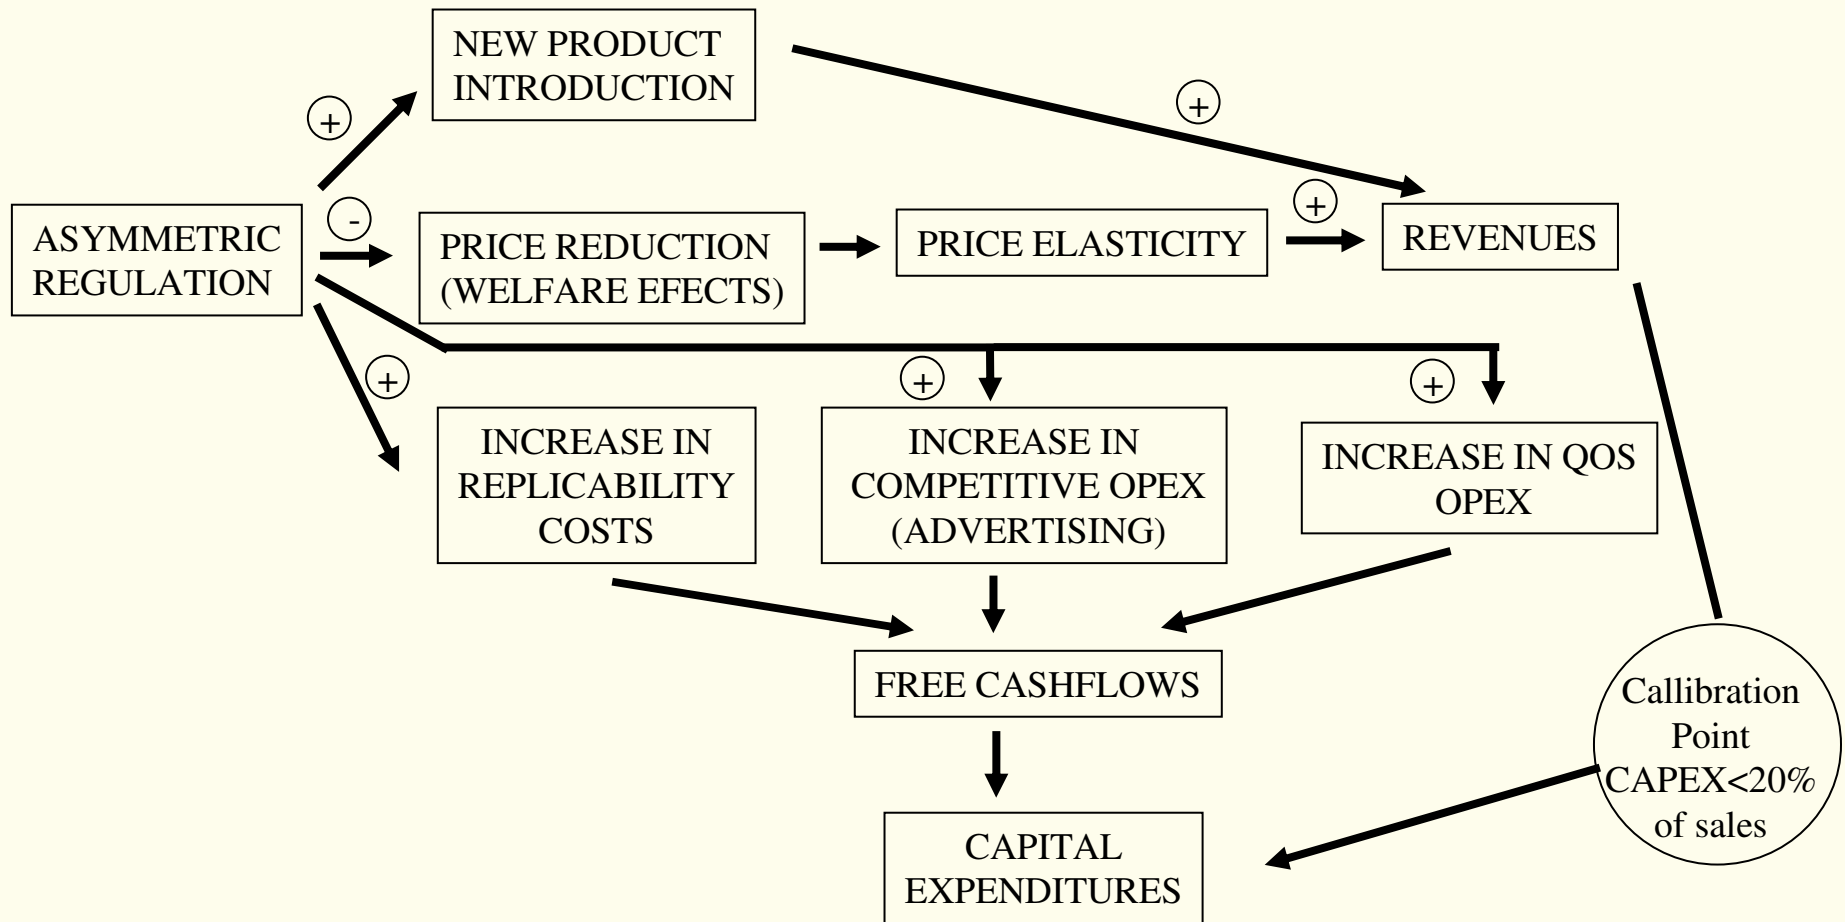 NEW PRODUCT
INTRODUCTION
+
+
ASYMMETRIC
REGULATION
-
PRICE REDUCTION
(WELFARE EFECTS)
PRICE ELASTICITY
+
REVENUES
+
+
+
INCREASE IN
REPLICABILITY
COSTS
INCREASE IN
COMPETITIVE OPEX
(ADVERTISING)
INCREASE IN QOS
OPEX
FREE CASHFLOWS
Callibration
Point
CAPEX<20%
of sales
CAPITAL
EXPENDITURES